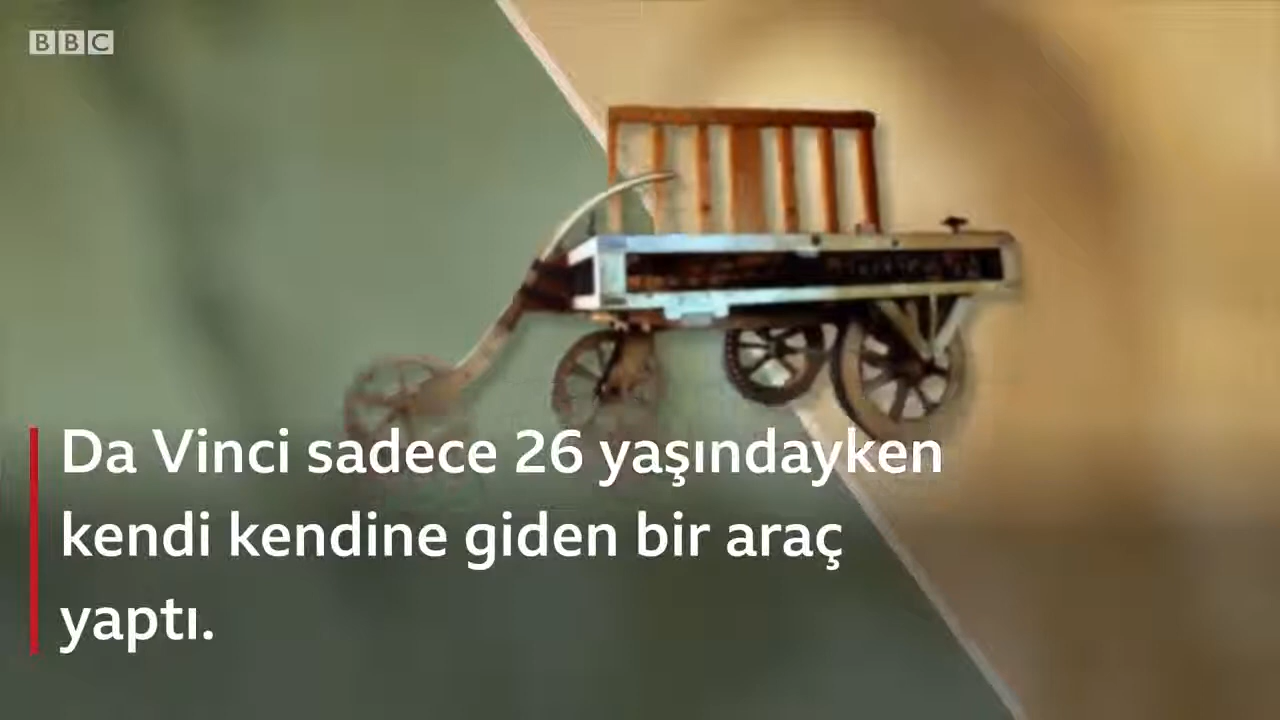 BBC
Da Vinci sadece 26 yaşındayken
kendi kendine giden bir araç
yaptı.